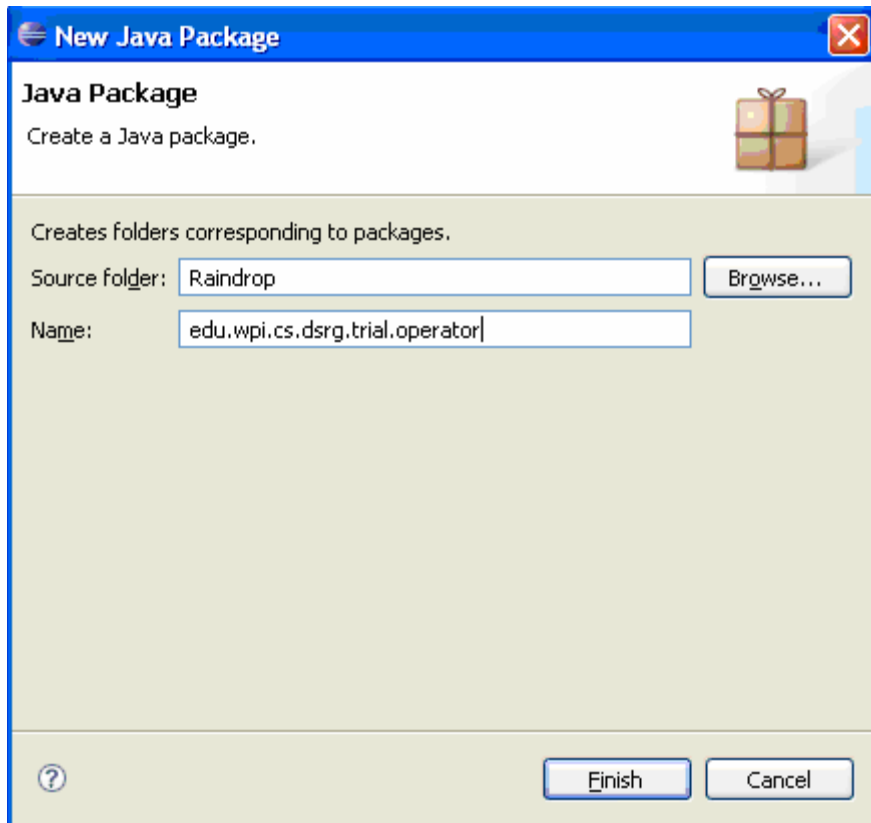 New Java Package
Java Package
Create a Java package.
Creates folders corresponding to packages.
Source folder: Raindrop Browse...
Name: edu.wpi.cs.dsrg.trial.operator
? Finish Cancel